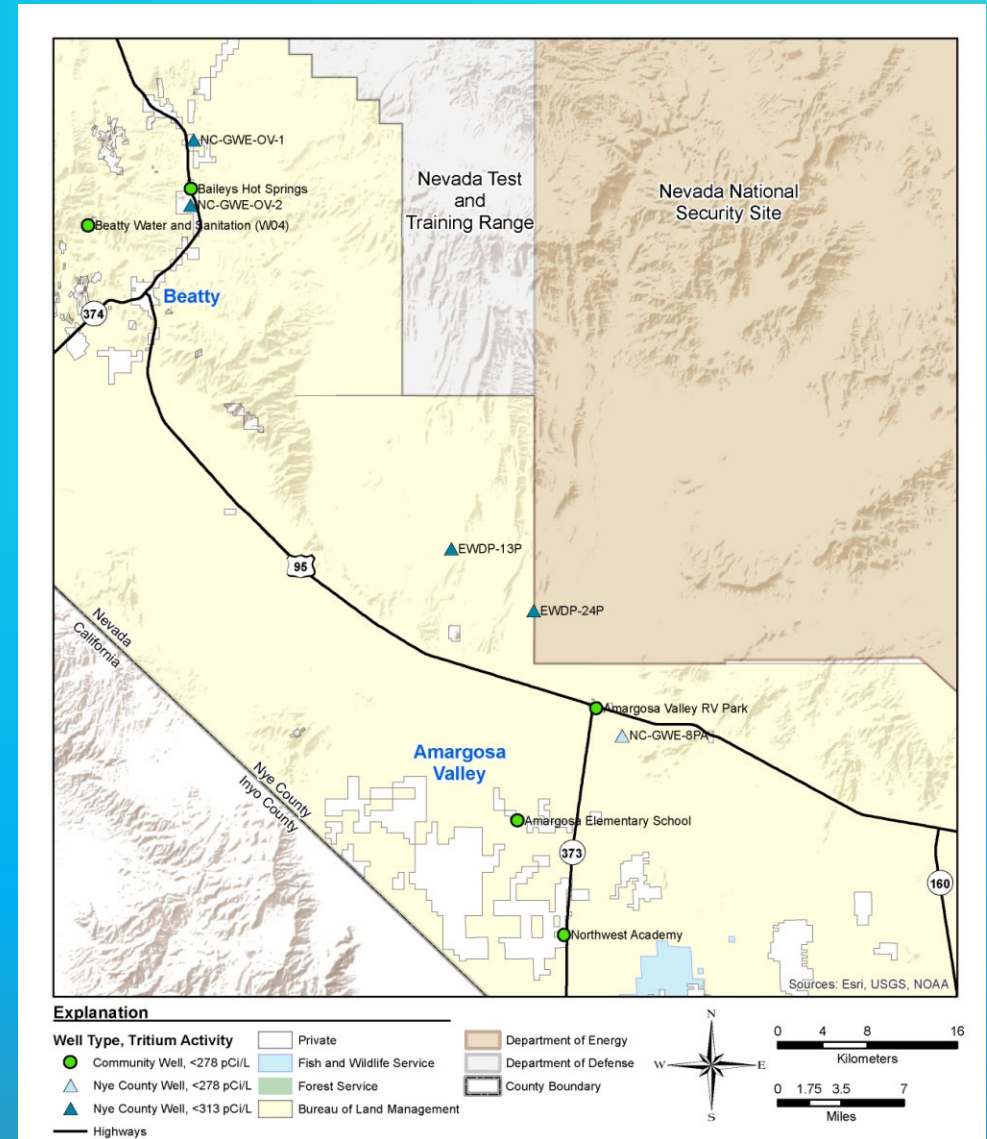 NC-GWE-OV-1
Nevada Test
and
Training Range
Nevada National
Security Site
Baileys Hot Springs
NC-GWE-OV-2
Beatty Water and Sanitation (W04)
Beatty
374
EWDP-13P
95
EWDP-24P
Nevada
California
Amargosa Valley RV Park
NC-GWE-8PA
Amargosa
Valley
Nye County
Inyo County
Amargosa Elementary School
373
160
Northwest Academy
Sources: Esri, USGS, NOAA
Explanation
Well Type, Tritium Activity
Community Well, <278 pCi/L
Nye County Well, <278 pCi/L
Nye County Well, <313 pCi/L
Highways
Private
Fish and Wildlife Service
Forest Service
Bureau of Land Management
Department of Energy
Department of Defense
County Boundary
N
W
E
S
0 4 8 16
Kilometers
0 1.75 3.5 7
Miles